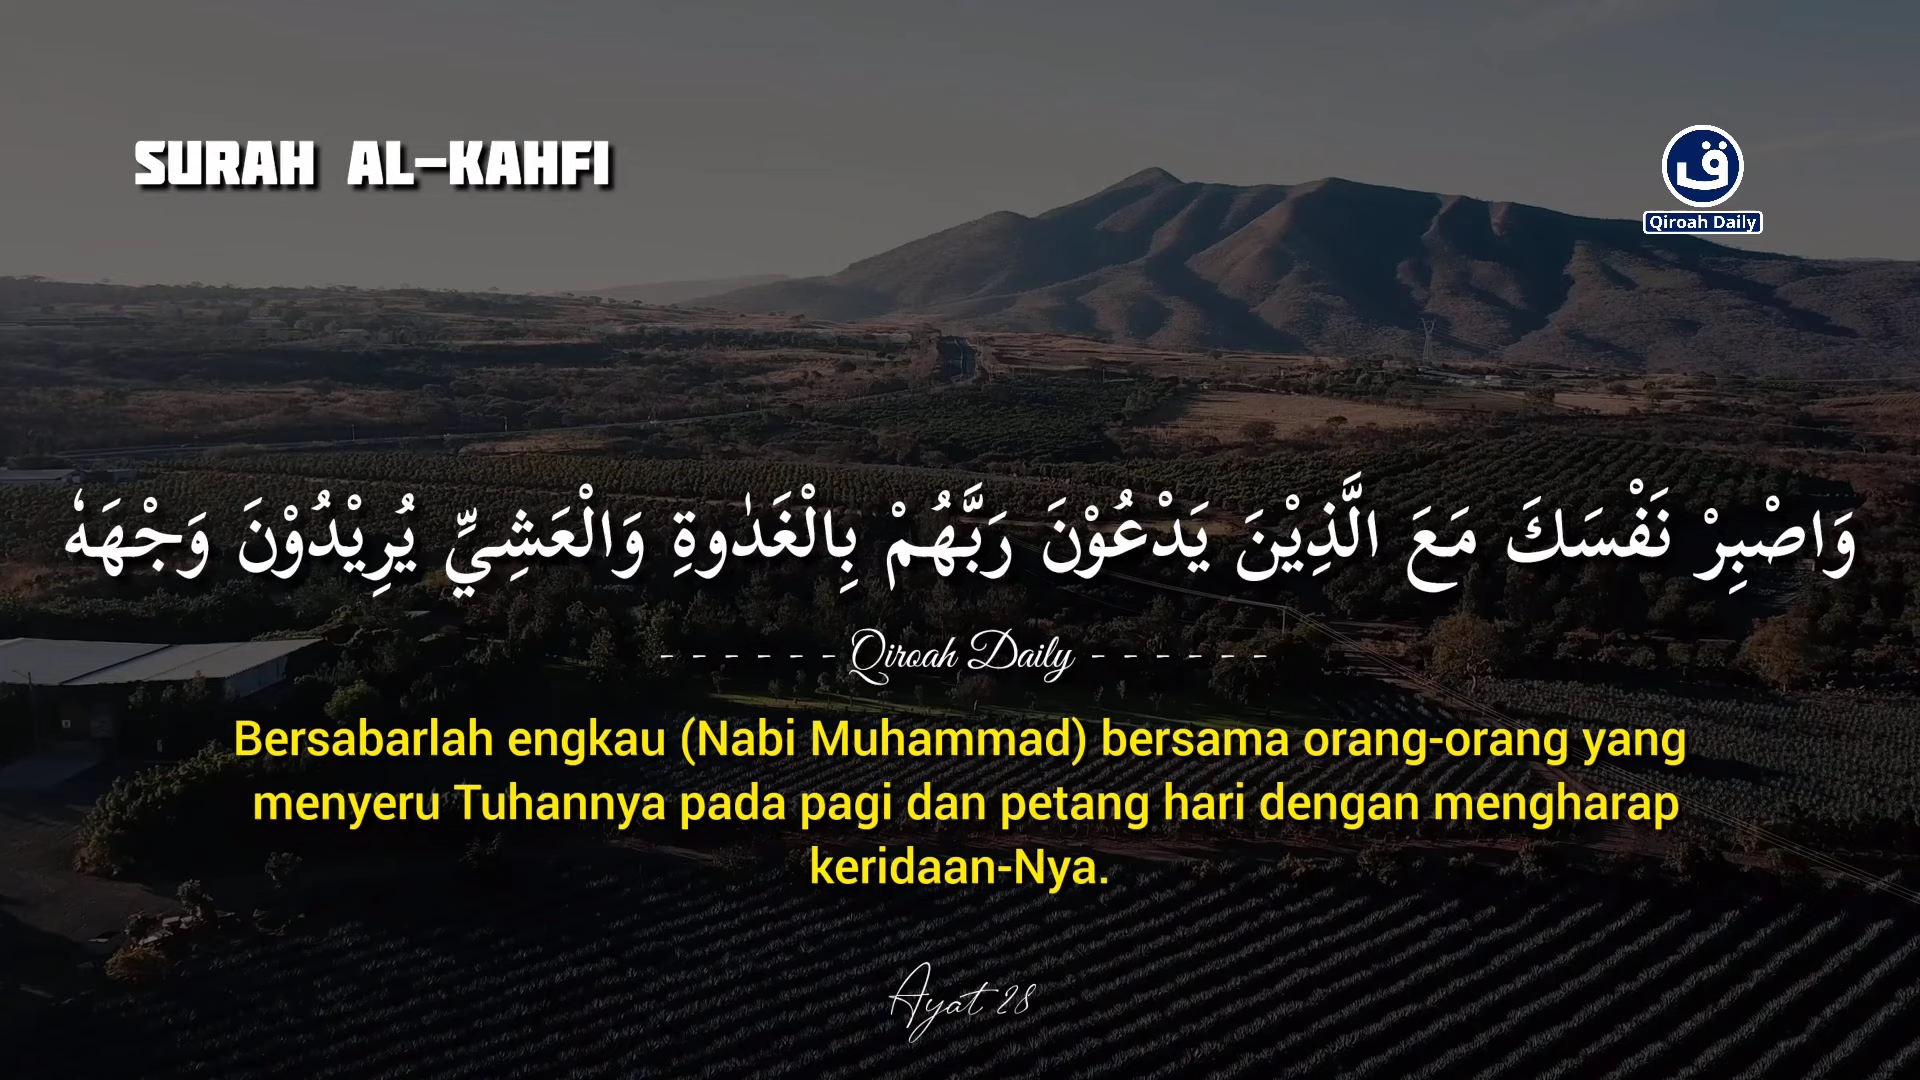 SURAH AL-KAHFI
ق
Qiroah Daily
وَاصْبِرْ نَفْسَكَ مَعَ الَّذِيْنَ يَدْعُوْنَ رَبَّهُمْ بِالْغَدٰوةِ وَالْعَشِيِّ يُرِيْدُوْنَ وَجْهَهٗ
- - - - - - Qiroah Daily - - - - - -
Bersabarlah engkau (Nabi Muhammad) bersama orang-orang yang
menyeru Tuhannya pada pagi dan petang hari dengan mengharap
keridaan-Nya.
Ayat 28